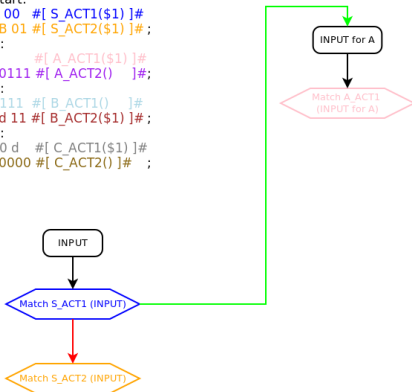 tart:
00 #[ S_ACT1($1) ]#
B 01 #[ S_ACT2($1) ]# ;
:
#[ A_ACT1($1) ]#
0111 #[ A_ACT2() ]#;
:
111 #[ B_ACT1() ]#
d 11 #[ B_ACT2($1) ]# ;
:
0 d #[ C_ACT1($1) ]#
0000 #[ C_ACT2() ]# ;
INPUT for A
Match A_ACT1
(INPUT for A)
INPUT
Match S_ACT1 (INPUT)
Match S_ACT2 (INPUT)